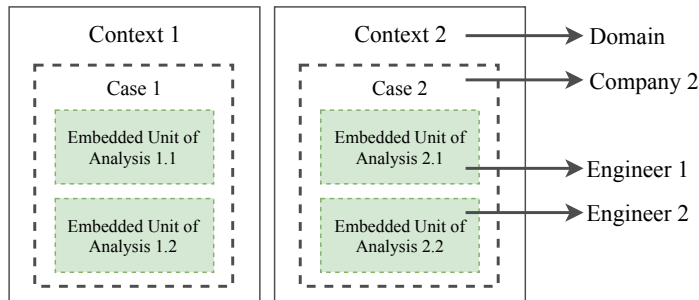 Context 1
Case 1
Embedded Unit of
Analysis 1.1
Embedded Unit of
Analysis 1.2
Context 2
Case 2
Embedded Unit of
Analysis 2.1
Embedded Unit of
Analysis 2.2
Domain
Company 2
Engineer 1
Engineer 2